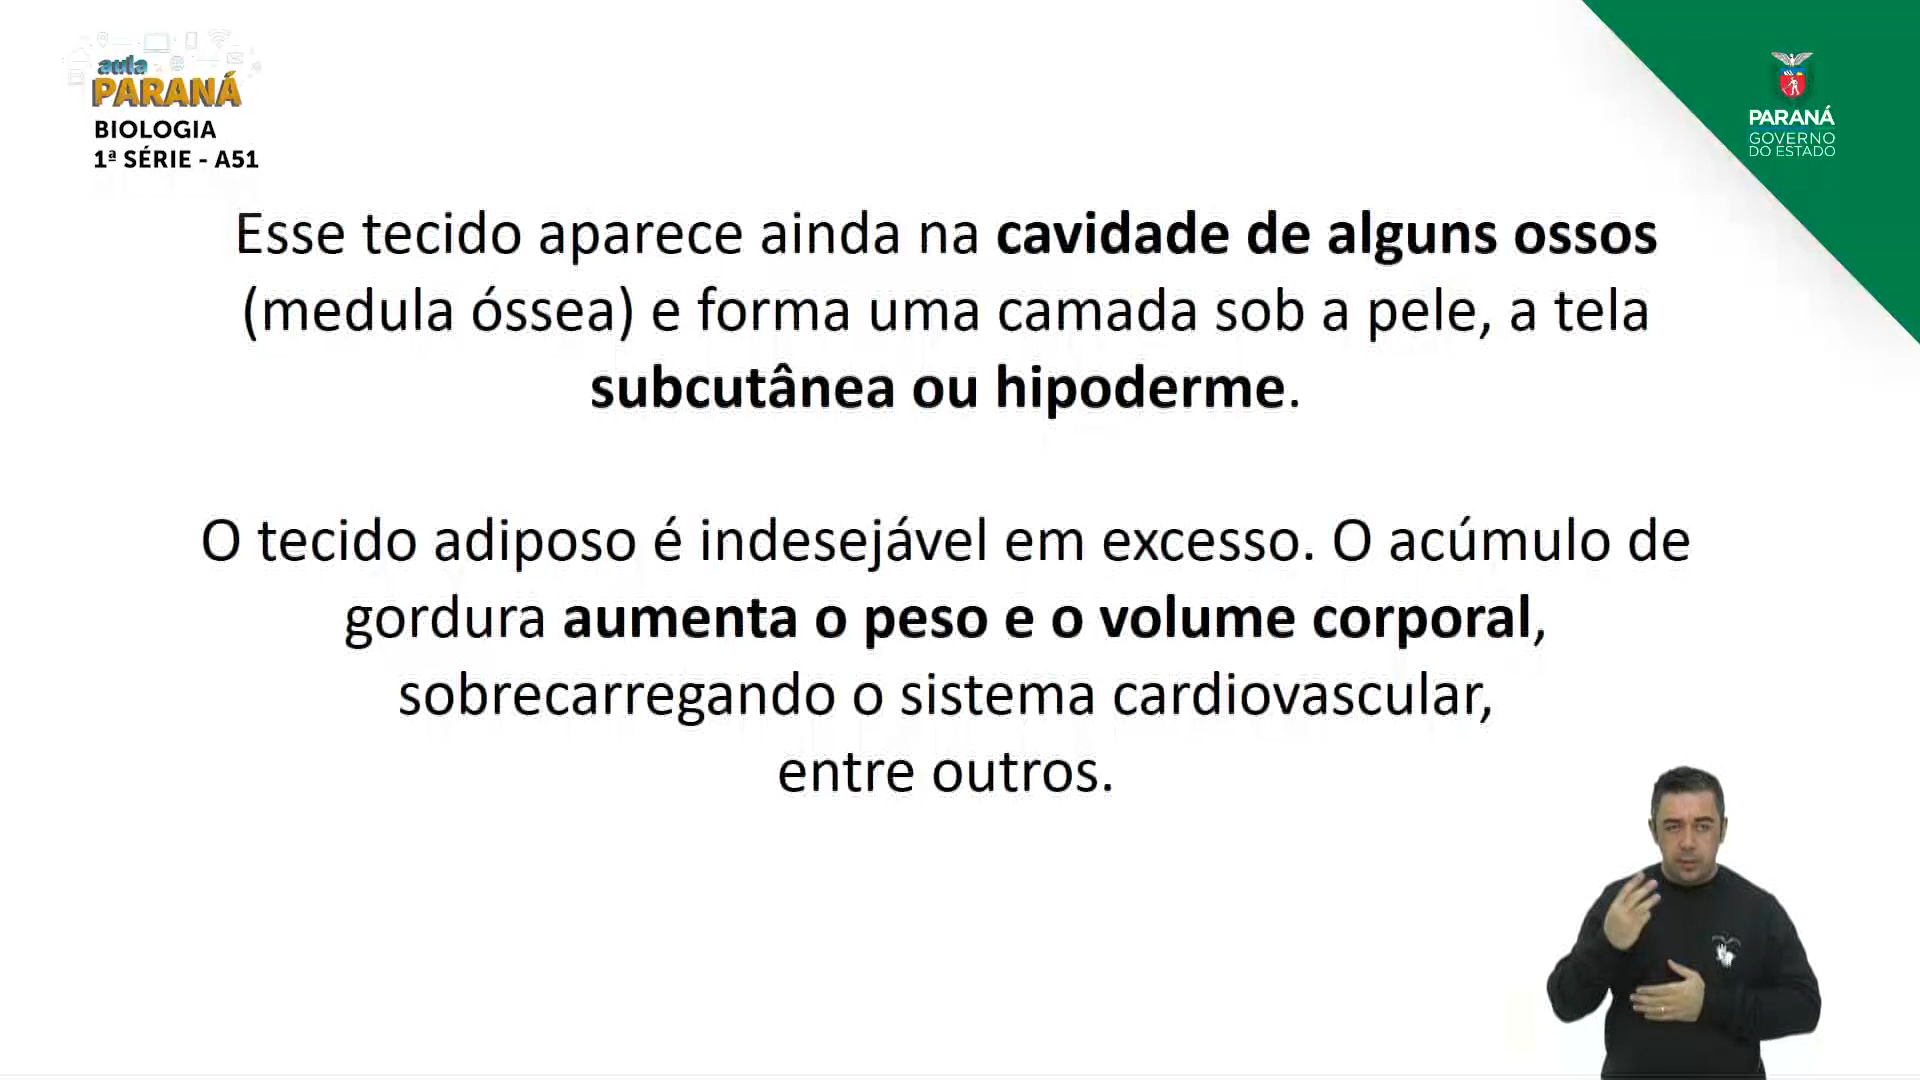 aula
PARANÁ
BIOLOGIA
1ª SÉRIE - A51
PARANÁ
GOVERNO
DO ESTADO
Esse tecido aparece ainda na cavidade de alguns ossos
(medula óssea) e forma uma camada sob a pele, a tela
subcutânea ou hipoderme.
O tecido adiposo é indesejável em excesso. O acúmulo de
gordura aumenta o peso e o volume corporal,
sobrecarregando o sistema cardiovascular,
entre outros.